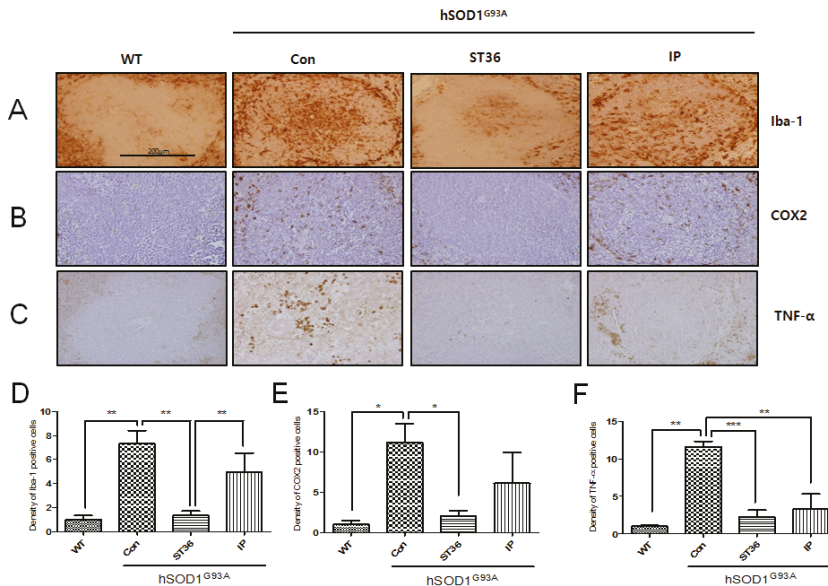 hSOD1G93A
WT Con ST36 IP
A
Iba-1
200μm
B
COX2
C
TNF-α
D
Density of Iba-1 positive cells
10
8
6
4
2
0
** ** **
WT Con ST36 IP
hSOD1G93A
E
Density of COX2 positive cells
15
10
5
0
* *
WT Con ST36 IP
hSOD1G93A
F
Density of TNF-α positive cells
20
15
10
5
0
**
** ***
WT Con ST36 IP
hSOD1G93A